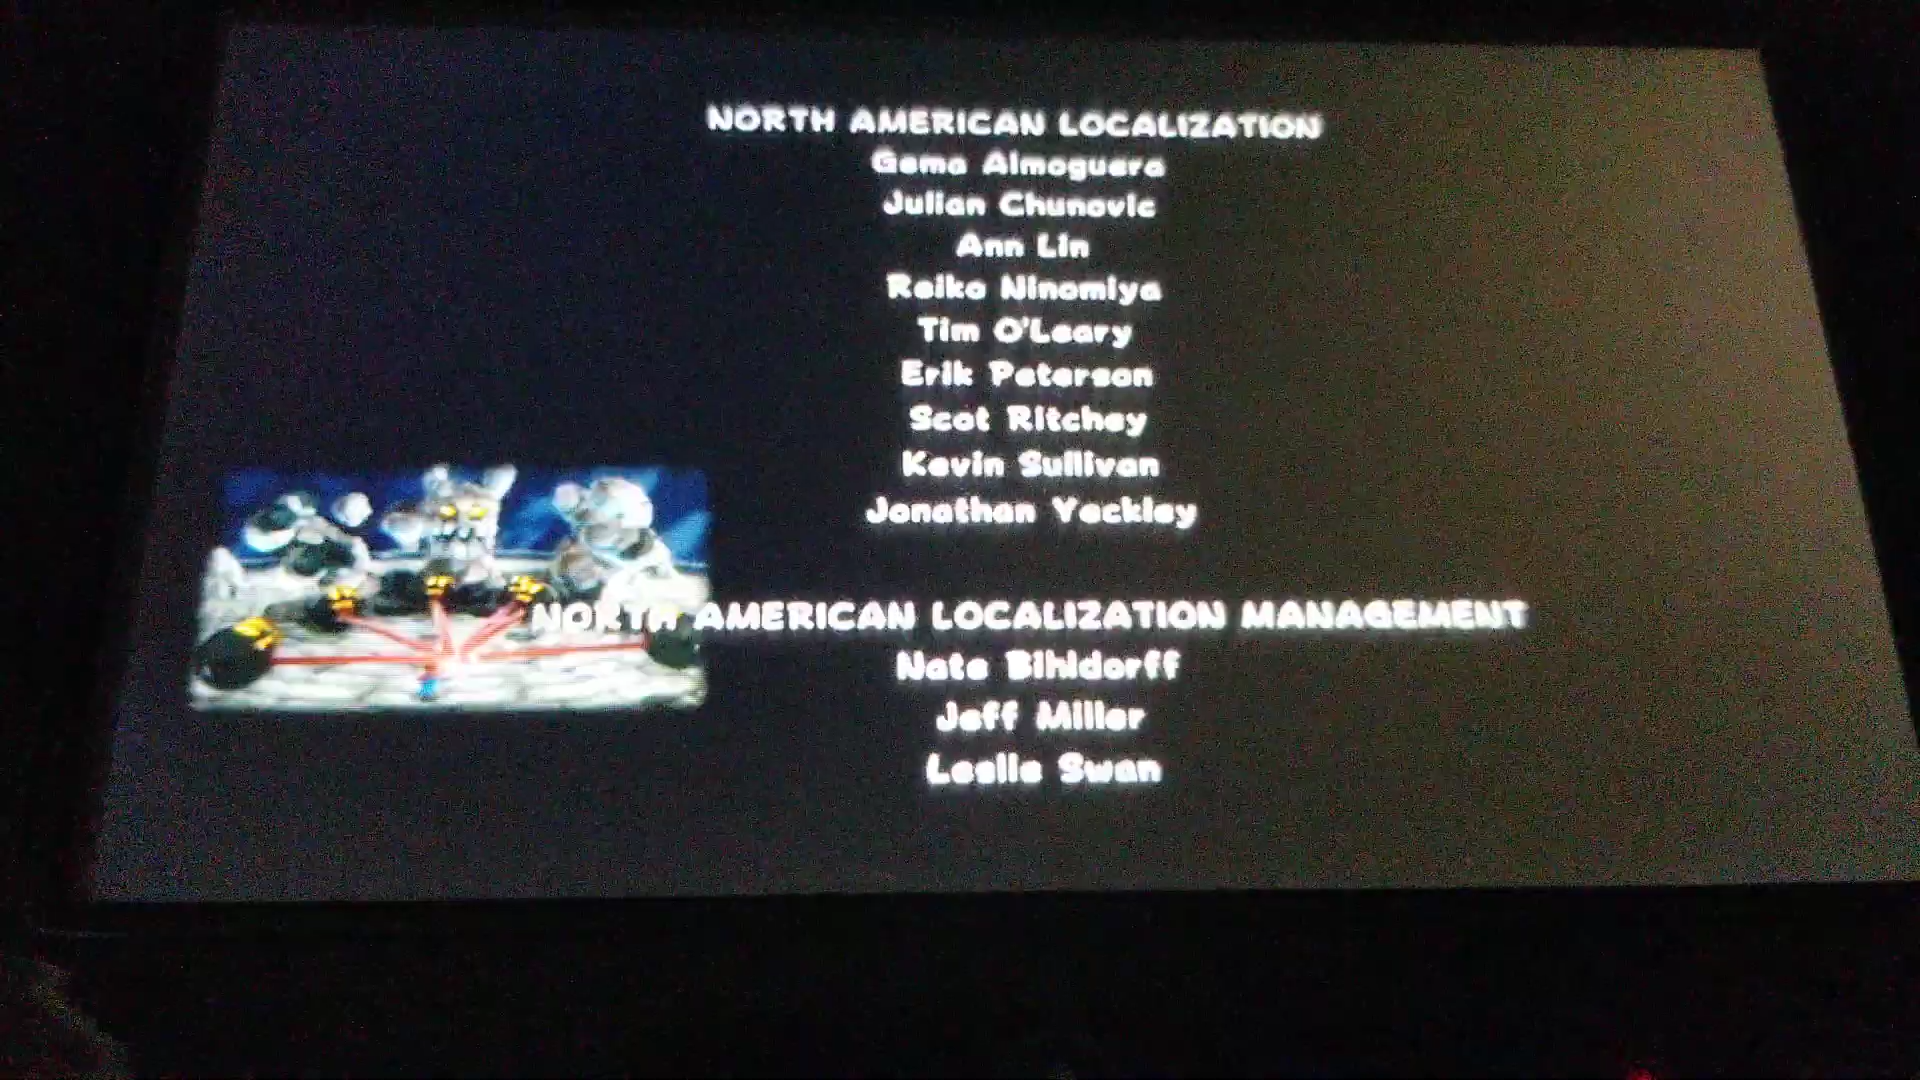 NORTH AMERICAN LOCALIZATION
Gema Almoguera
Julian Chunovic
Ann Lin
Reiko Ninomiya
Tim O'Leary
Erik Peterson
Scot Ritchey
Kevin Sullivan
Jonathan Yeckley
NORTH AMERICAN LOCALIZATION MANAGEMENT
Nate Bihldorff
Jeff Miller
Leslie Swan